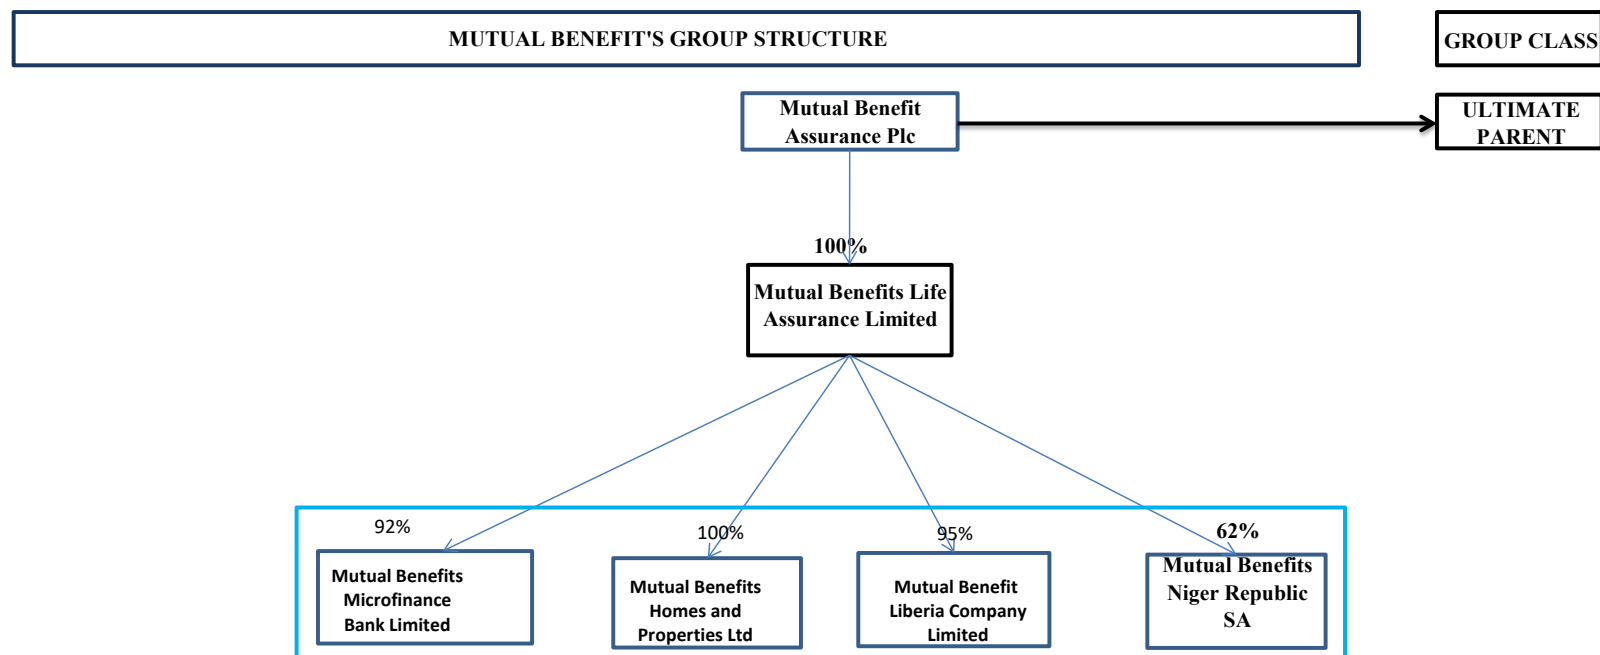 MUTUAL BENEFIT'S GROUP STRUCTURE
GROUP CLASS
Mutual Benefit
Assurance Plc
ULTIMATE
PARENT
100%
Mutual Benefits Life
Assurance Limited
92%
100%
95%
62%
Mutual Benefits
Microfinance
Bank Limited
Mutual Benefits
Homes and
Properties Ltd
Mutual Benefit
Liberia Company
Limited
Mutual Benefits
Niger Republic
SA